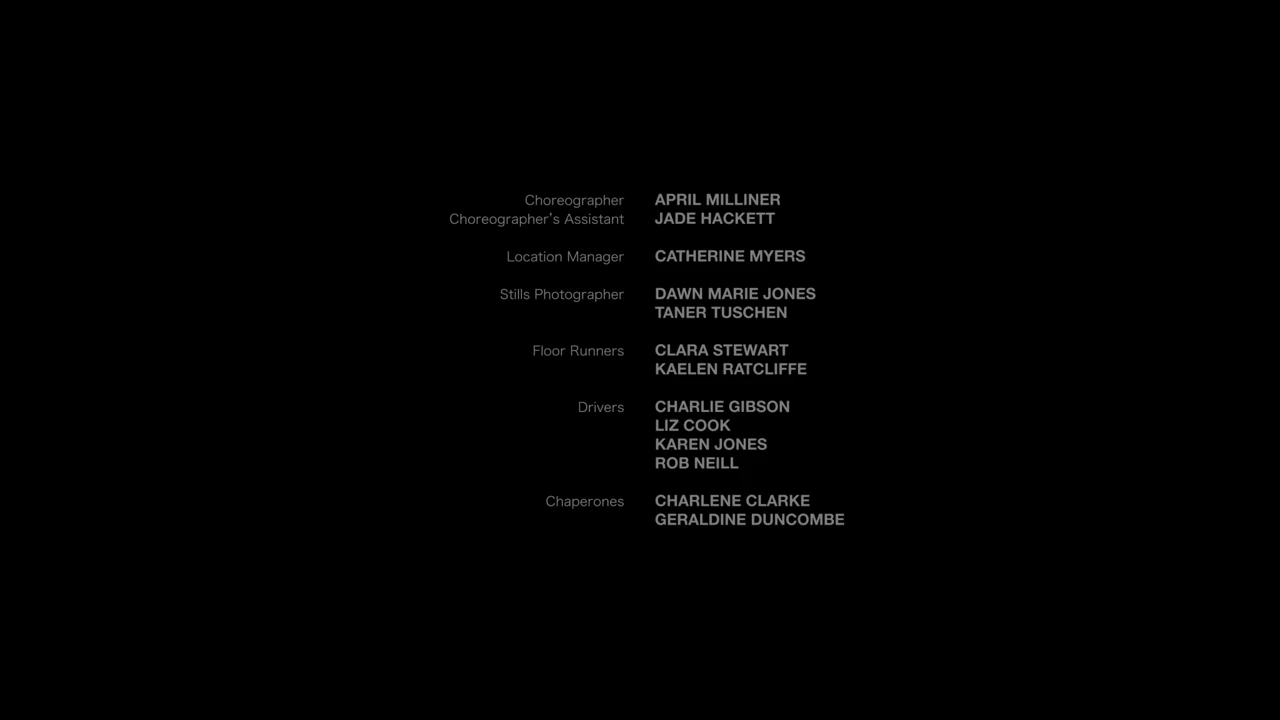 Choreographer APRIL MILLINER
Choreographer's Assistant JADE HACKETT
Location Manager CATHERINE MYERS
Stills Photographer DAWN MARIE JONES
TANER TUSCHEN
Floor Runners CLARA STEWART
KAELEN RATCLIFFE
Drivers CHARLIE GIBSON
LIZ COOK
KAREN JONES
ROB NEILL
Chaperones CHARLENE CLARKE
GERALDINE DUNCOMBE